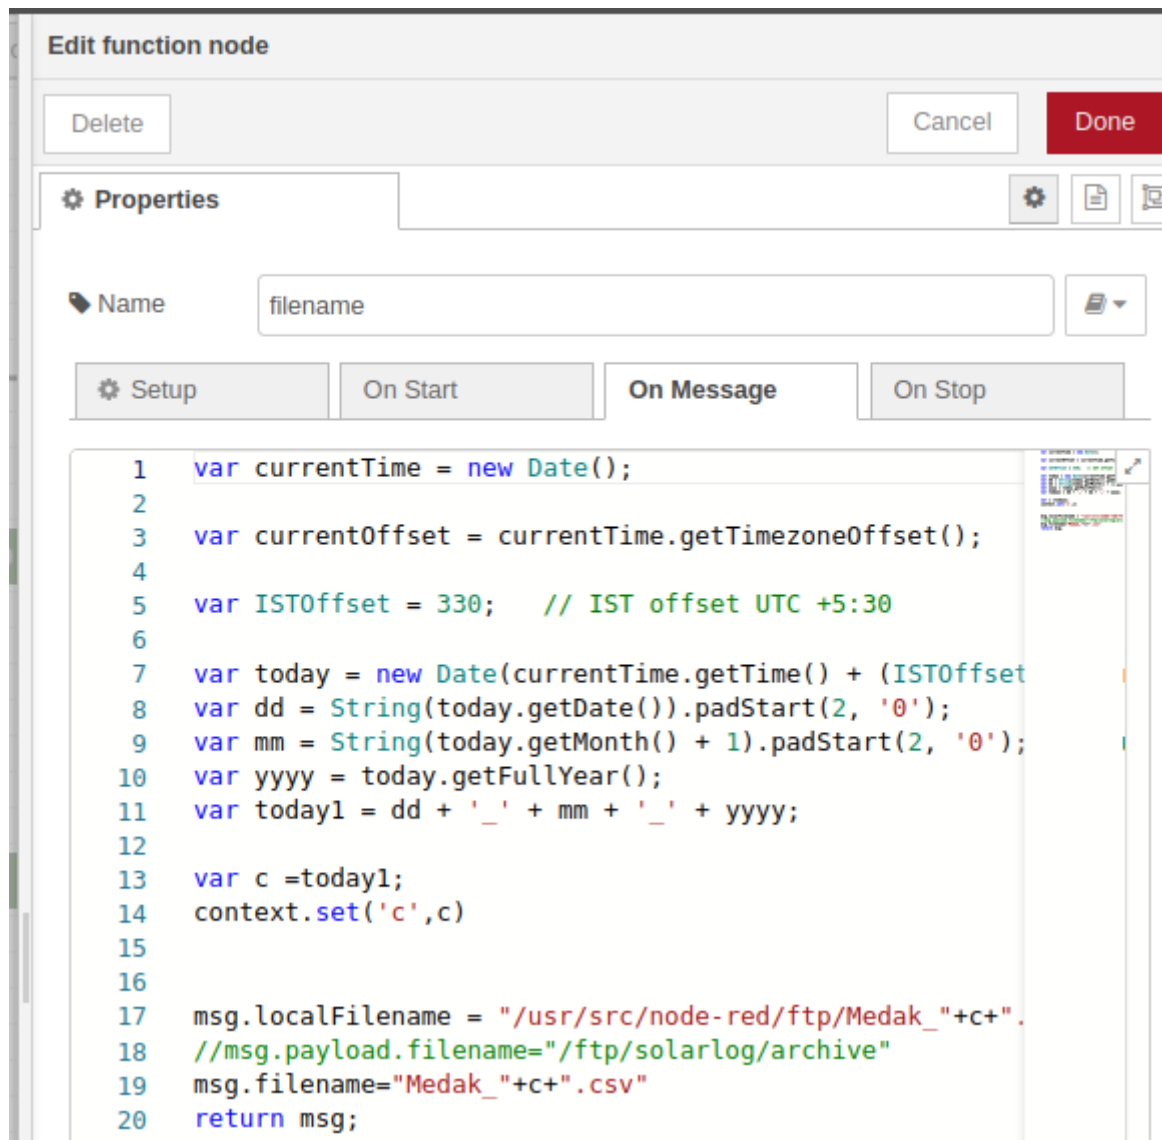 Edit function node
Delete
Cancel
Done
Properties
Name
filename
Setup
On Start
On Message
On Stop
1 var currentTime = new Date();
2
3 var currentOffset = currentTime.getTimezoneOffset();
4
5 var ISTOffset = 330;   // IST offset UTC +5:30
6
7 var today = new Date(currentTime.getTime() + (ISTOffset
8 var dd = String(today.getDate()).padStart(2, '0');
9 var mm = String(today.getMonth() + 1).padStart(2, '0');
10 var yyyy = today.getFullYear();
11 var today1 = dd + '_' + mm + '_' + yyyy;
12
13 var c =today1;
14 context.set('c',c)
15
16
17 msg.localFilename = "/usr/src/node-red/ftp/Medak_"+c+".
18 //msg.payload.filename="/ftp/solarlog/archive"
19 msg.filename="Medak_"+c+".csv"
20 return msg;